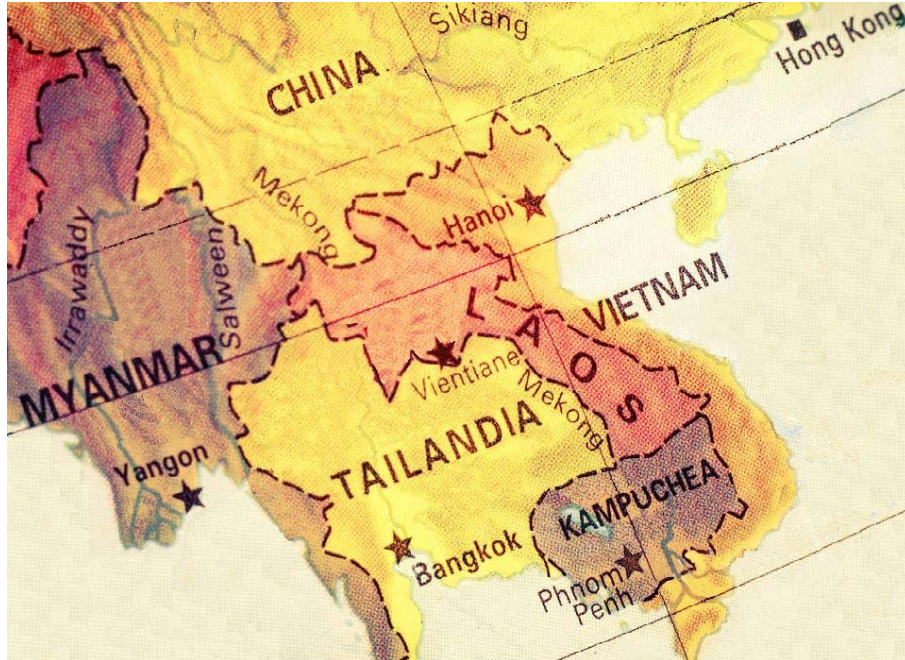 Sikiang
Hong Kong
CHINA
Mekong
Hanoi
Irrawaddy
Salween
VIETNAM
LAOS
MYANMAR
Vientiane
Mekong
TAILANDIA
Yangon
KAMPUCHEA
Bangkok
Phnom
Penh